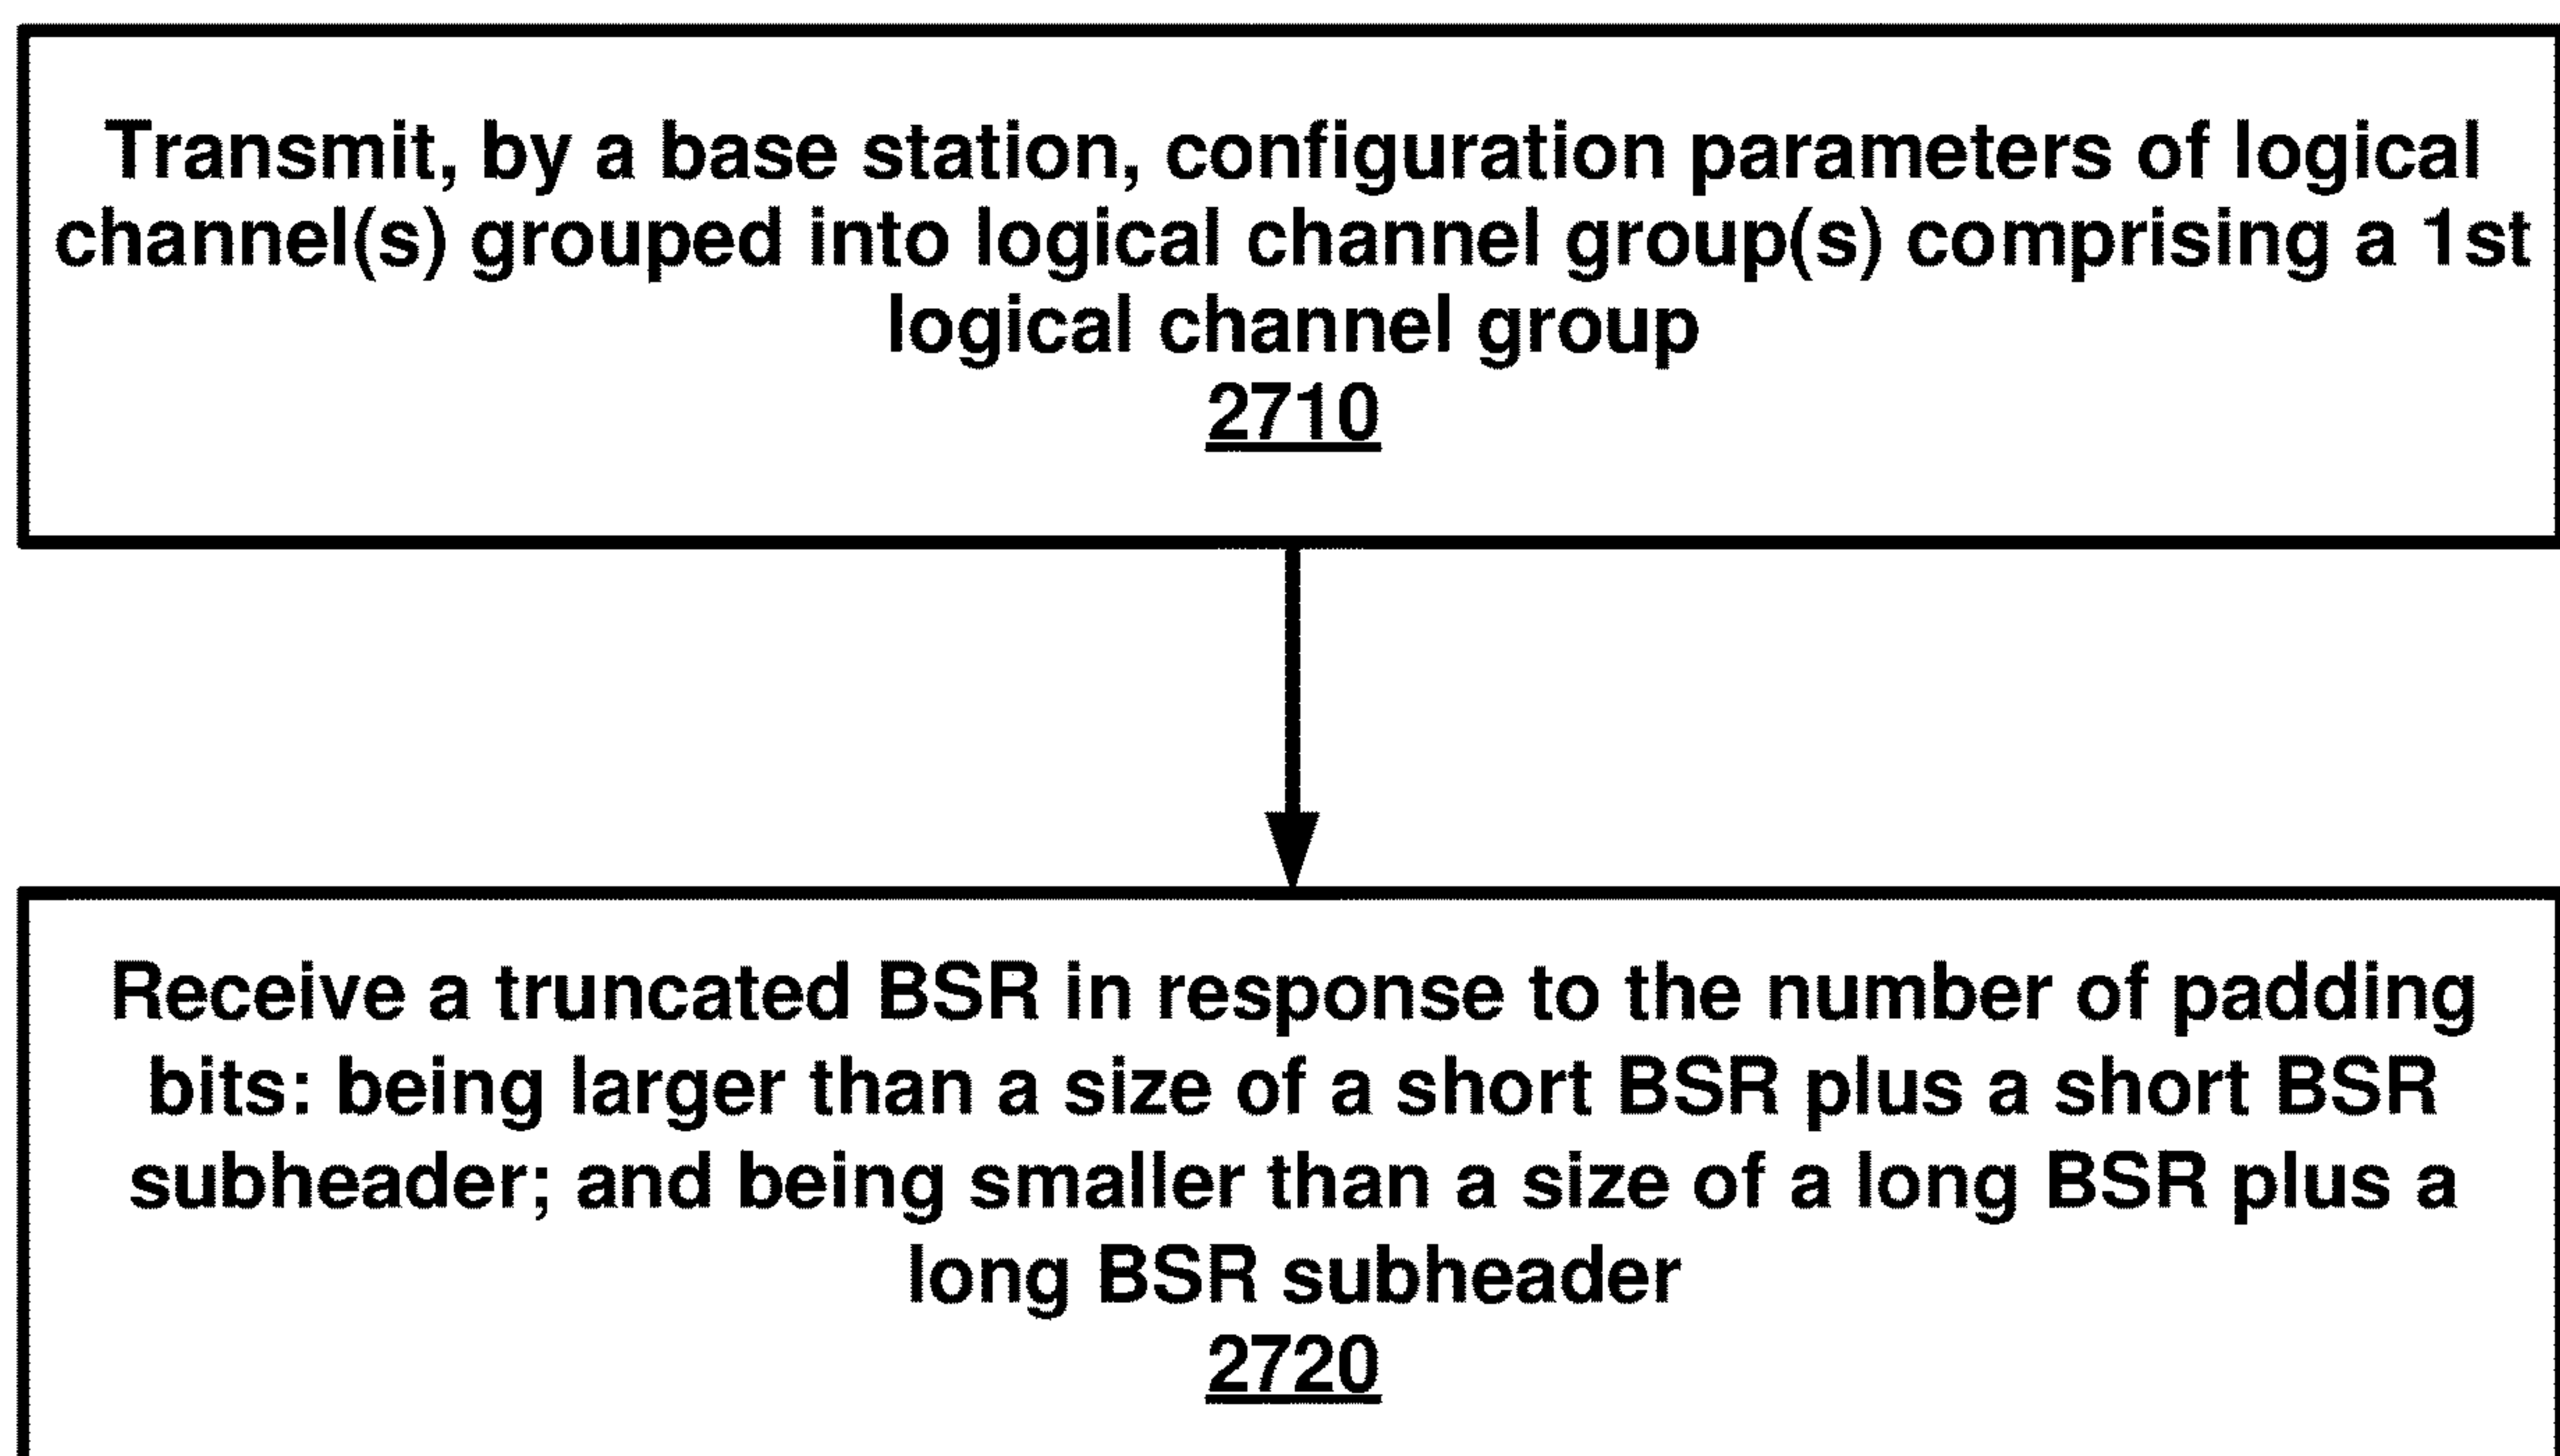 Transmit, by a base station, configuration parameters of logical
channel(s) grouped into logical channel group(s) comprising a 1st
logical channel group
2710
Receive a truncated BSR in response to the number of padding
bits: being larger than a size of a short BSR plus a short BSR
subheader; and being smaller than a size of a long BSR plus a
long BSR subheader
2720